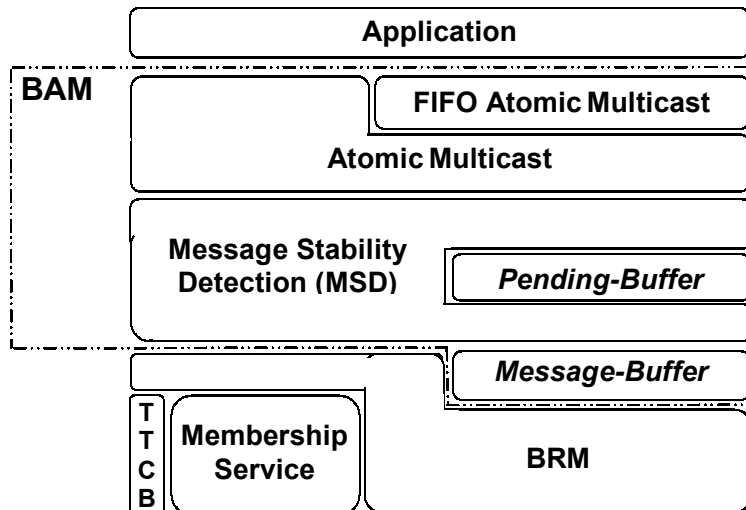 Application
BAM
FIFO Atomic Multicast
Atomic Multicast
Message Stability
Detection (MSD)
Pending-Buffer
Message-Buffer
T
T
C
B
Membership
Service
BRM